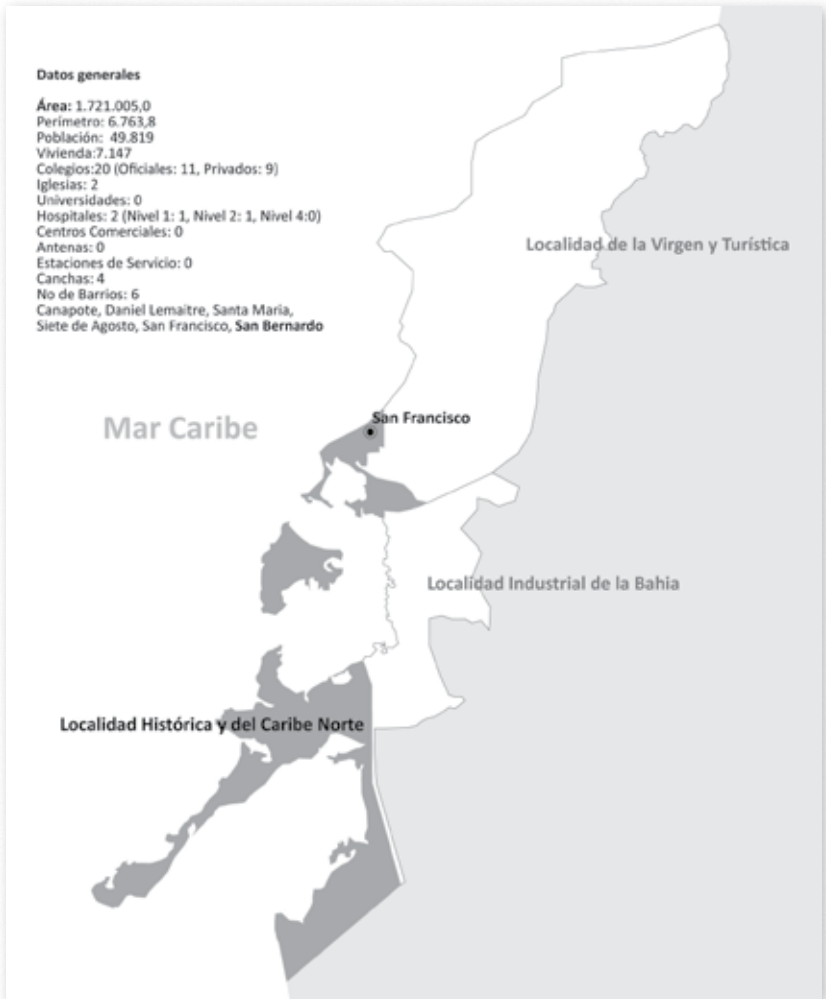 Datos generales
Área: 1.721.005,0
Perímetro: 6.763,8
Población: 49.819
Vivienda:7.147
Colegios:20 (Oficiales: 11, Privados: 9)
Iglesias: 2
Universidades: 0
Hospitales: 2 (Nivel 1: 1, Nivel 2: 1, Nivel 4:0)
Centros Comerciales: 0
Antenas: 0
Estaciones de Servicio: 0
Canchas: 4
No de Barrios: 6
Canapote, Daniel Lemaitre, Santa Maria,
Siete de Agosto, San Francisco, San Bernardo
Localidad de la Virgen y Turística
San Francisco
Mar Caribe
Localidad Industrial de la Bahia
Localidad Histórica y del Caribe Norte